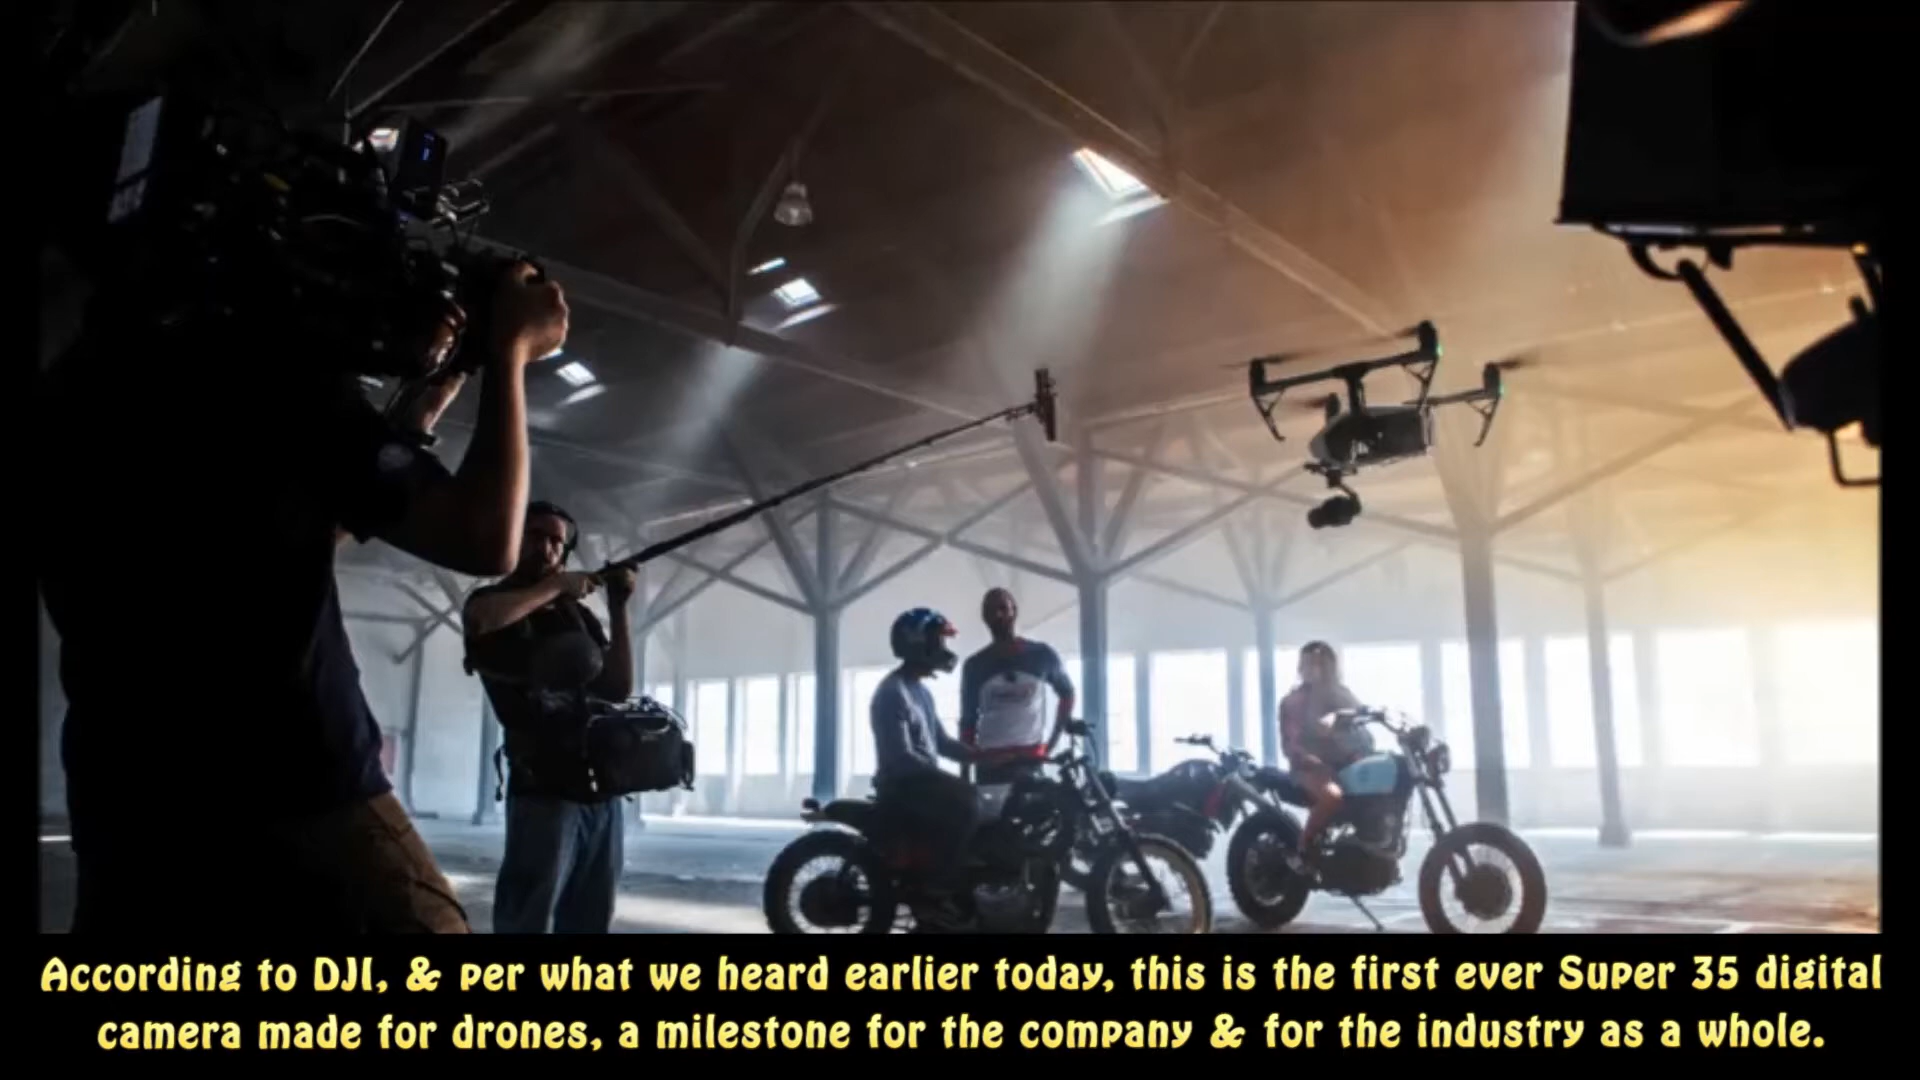 According to DJI, & per what we heard earlier today, this is the first ever Super 35 digital
camera made for drones, a milestone for the company & for the industry as a whole.